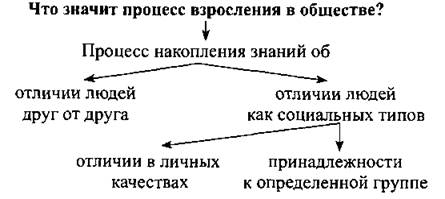 Что значит процесс взросления в обществе?
Процесс накопления знаний об
отличии людей
друг от друга
отличии людей
как социальных типов
отличии в личных
качествах
принадлежности
к определенной группе